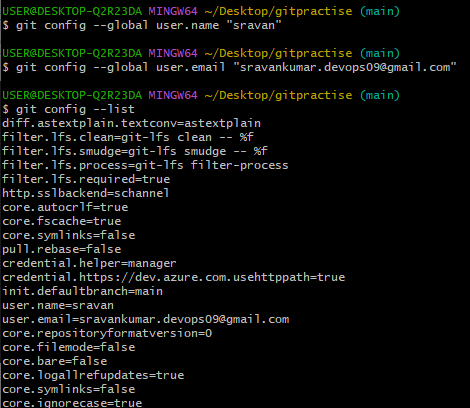 USER@DESKTOP-Q2R23DA MINGW64 ~/Desktop/gitpractise (main)
$ git config --global user.name "sravan"
USER@DESKTOP-Q2R23DA MINGW64 ~/Desktop/gitpractise (main)
$ git config --global user.email "sravankumar.devops09@gmail.com"
USER@DESKTOP-Q2R23DA MINGW64 ~/Desktop/gitpractise (main)
$ git config --list
diff.astextplain.textconv=astextplain
filter.lfs.clean=git-lfs clean -- %f
filter.lfs.smudge=git-lfs smudge -- %f
filter.lfs.process=git-lfs filter-process
filter.lfs.required=true
http.sslbackend=schannel
core.autocrlf=true
core.fscache=true
core.symlinks=false
pull.rebase=false
credential.helper=manager
credential.https://dev.azure.com.usehttppath=true
init.defaultbranch=main
user.name=sravan
user.email=sravankumar.devops09@gmail.com
core.repositoryformatversion=0
core.filemode=false
core.bare=false
core.logallrefupdates=true
core.symlinks=false
core.ignorecase=true